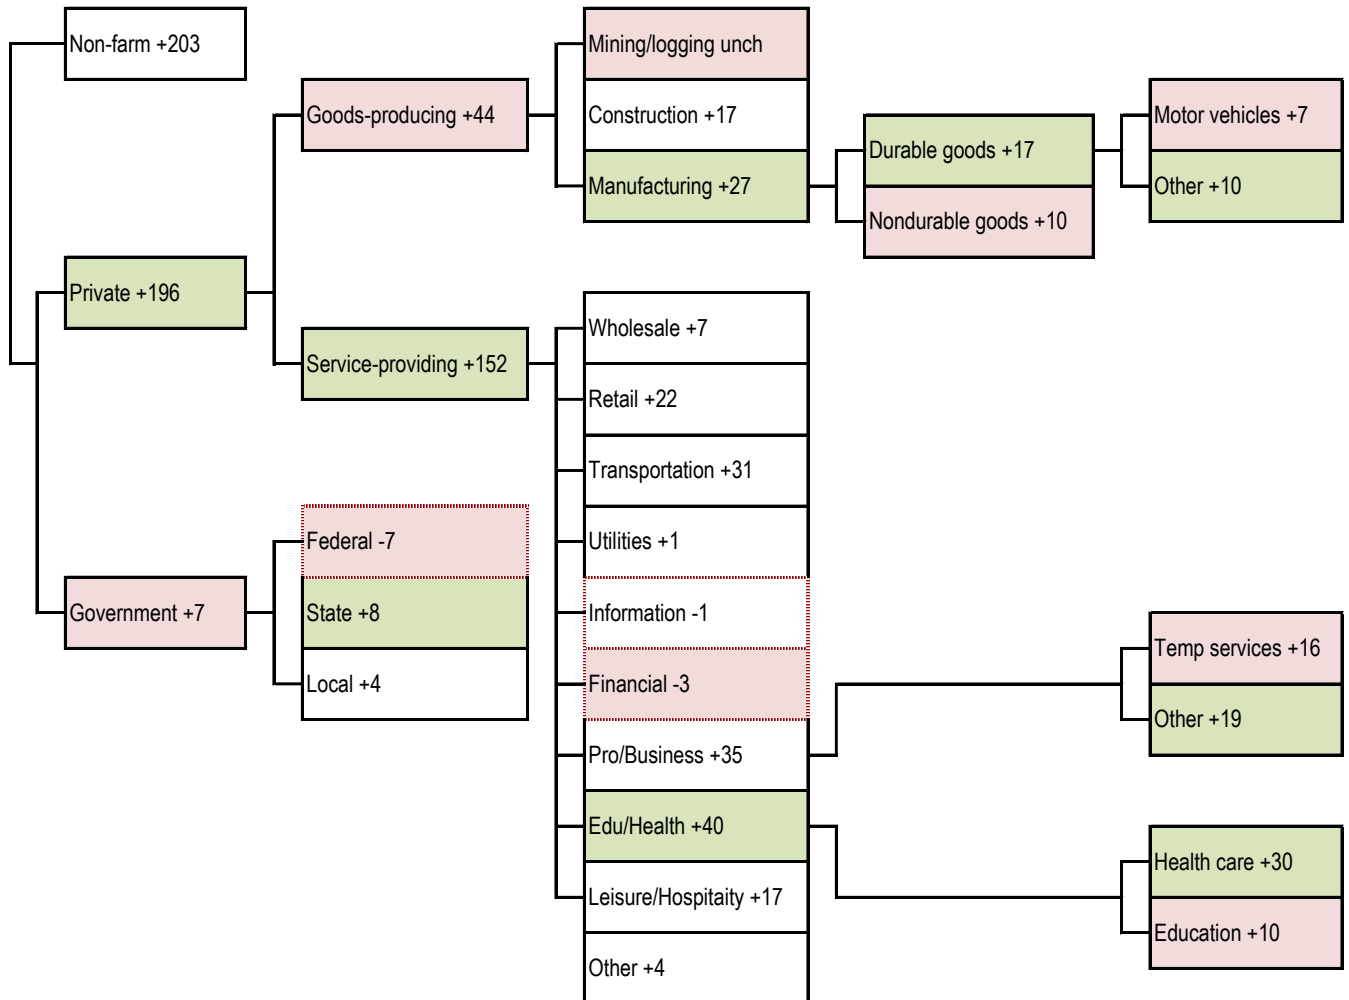 Non-farm +203
Private +196
Government +7
Goods-producing +44
Service-providing +152
Federal -7
State +8
Local +4
Mining/logging unch
Construction +17
Manufacturing +27
Wholesale +7
Retail +22
Transportation +31
Utilities +1
Information -1
Financial -3
Pro/Business +35
Edu/Health +40
Leisure/Hospitaity +17
Other +4
Durable goods +17
Nondurable goods +10
Motor vehicles +7
Other +10
Temp services +16
Other +19
Health care +30
Education +10